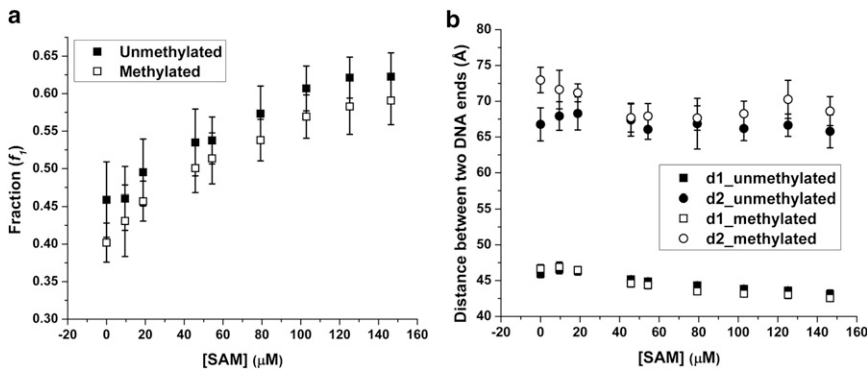 a
Unmethylated
Methylated
0.65
0.60
0.55
0.50
0.45
0.40
0.35
0.30
Fraction (f1)
-20 0 20 40 60 80 100 120 140 160
[SAM] (μM)
b
85
80
75
70
65
60
55
50
45
40
Distance between two DNA ends (Å)
d1_unmethylated
d2_unmethylated
d1_methylated
d2_methylated
-20 0 20 40 60 80 100 120 140 160
[SAM] (μM)